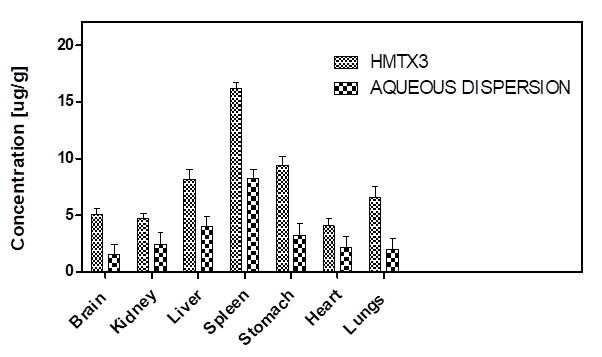 Concentration [ug/g]
20
15
10
5
0
HMTX3
AQUEOUS DISPERSION
Brain
Kidney
Liver
Spleen
Stomach
Heart
Lungs